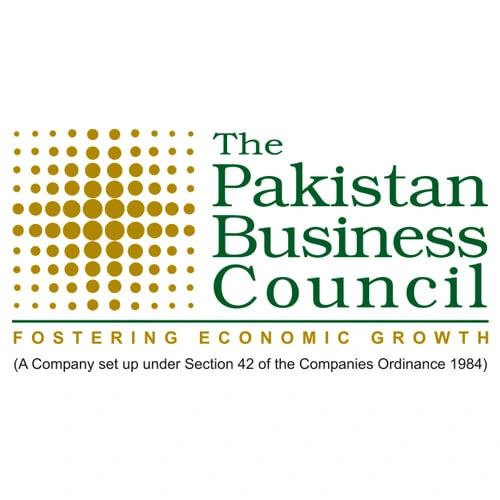 The
Pakistan
Business
Council
FOSTERING ECONOMIC GROWTH
(A Company set up under Section 42 of the Companies Ordinance 1984)